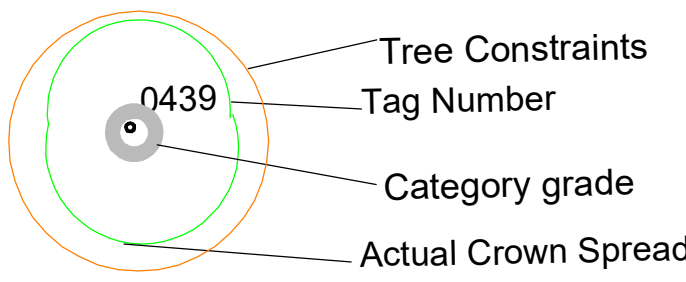 Tree Constraints
0439
Tag Number
Category grade
Actual Crown Spread